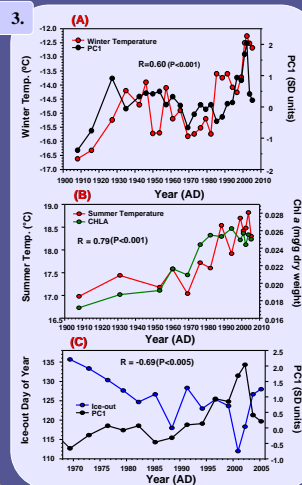 3.
(A)
-12.0
-12.5
-13.0
-13.5
-14.0
-14.5
-15.0
-15.5
-16.0
-16.5
-17.0
Winter Temp. (ºC)
R=0.60 (P<0.001)
Winter Temperature
PC1
2
1
0
-1
-2
PC1 (SD units)
1900 1910 1920 1930 1940 1950 1960 1970 1980 1990 2000 2010
Year (AD)
(B)
19.0
18.5
18.0
17.5
17.0
16.5
Summer Temp. (°C)
Summer Temperature
CHLA
R = 0.79(P<0.001)
0.028
0.026
0.024
0.022
0.020
0.018
0.016
Chl a (mg/g dry weight)
1900 1910 1920 1930 1940 1950 1960 1970 1980 1990 2000 2010
Year (AD)
(C)
135
130
125
120
115
110
Ice-out Day of Year
R = -0.69(P<0.005)
Ice-out
PC1
2.5
2.0
1.5
1.0
0.5
0.0
-0.5
-1.0
PC1 (SD units)
1970 1975 1980 1985 1990 1995 2000 2005
Year (AD)